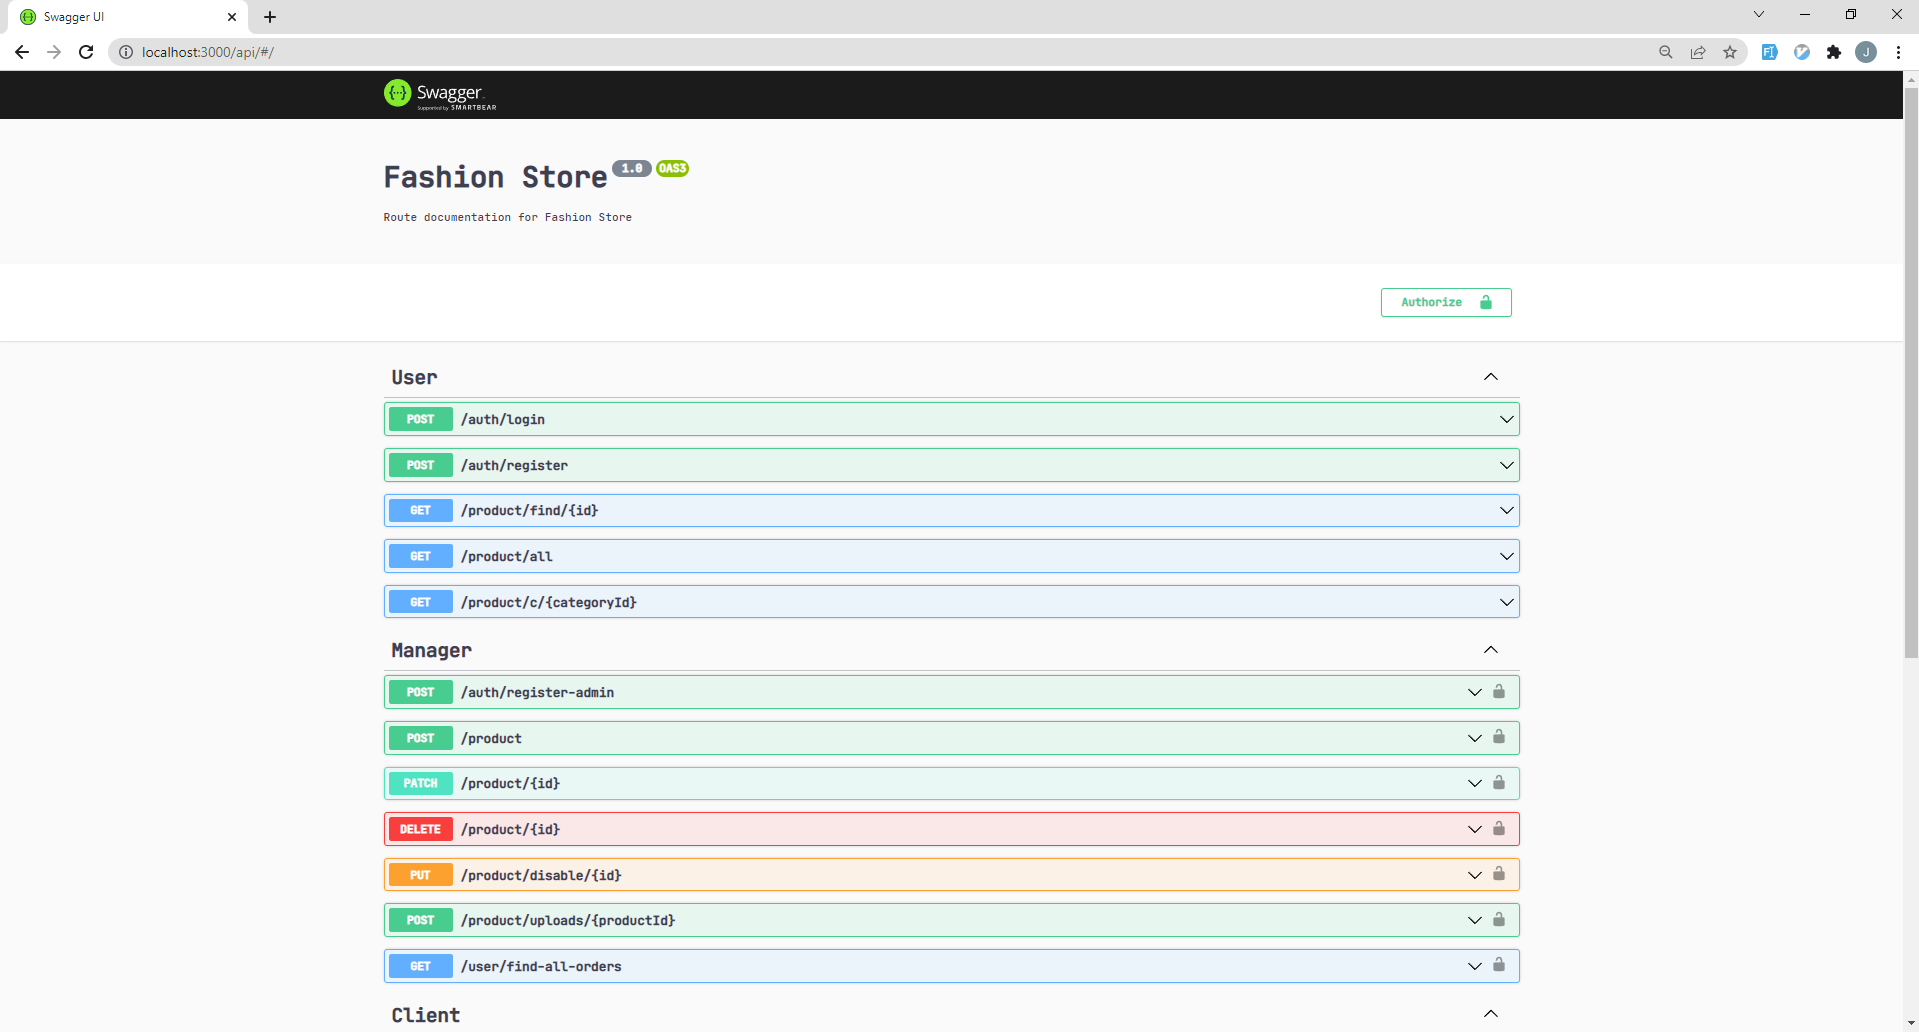 Swagger UI
localhost:3000/api/#/
J
{···} Swagger.
Supported by SMARTBEAR
Fashion Store 1.0 OAS3
Route documentation for Fashion Store
Authorize
User
POST /auth/login
POST /auth/register
GET /product/find/{id}
GET /product/all
GET /product/c/{categoryId}
Manager
POST /auth/register-admin
POST /product
PATCH /product/{id}
DELETE /product/{id}
PUT /product/disable/{id}
POST /product/uploads/{productId}
GET /user/find-all-orders
Client